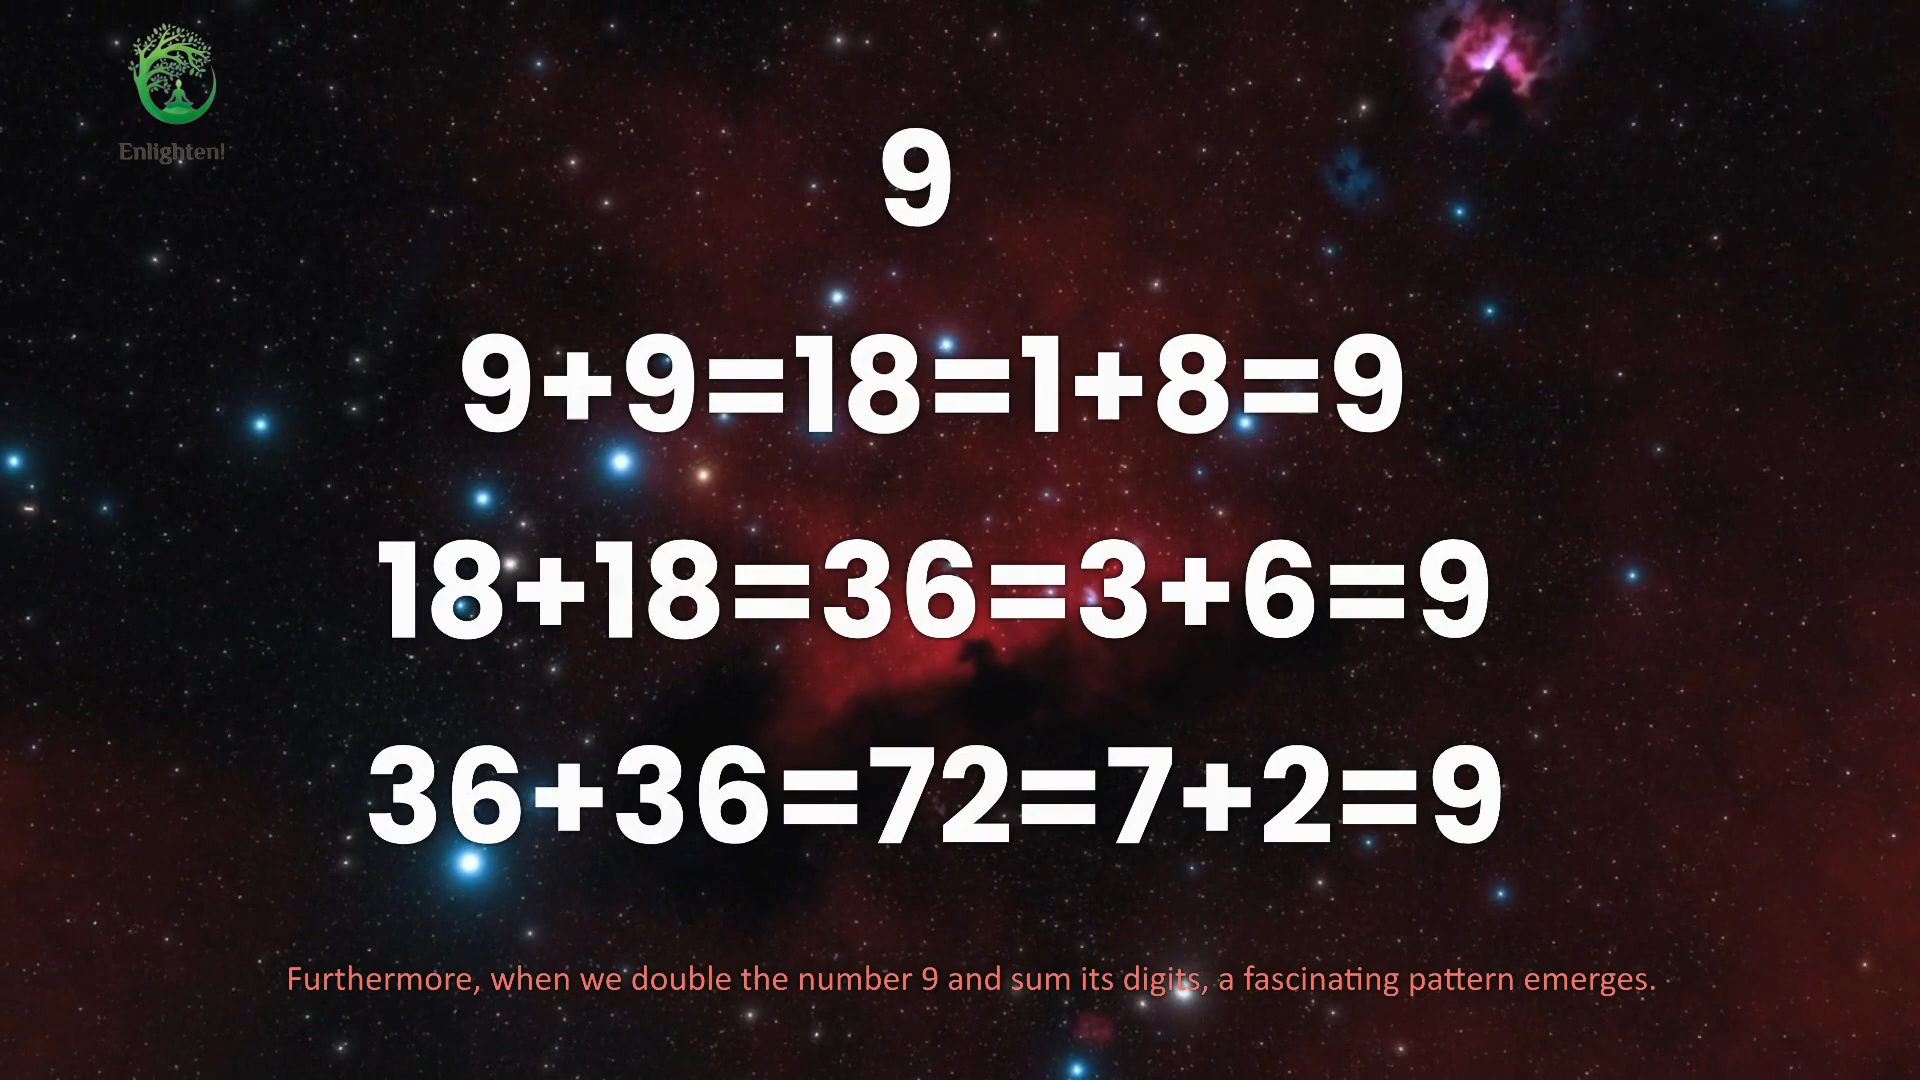 Enlighten!
9
9+9=18=1+8=9
18+18=36=3+6=9
36+36=72=7+2=9
Furthermore, when we double the number 9 and sum its digits, a fascinating pattern emerges.